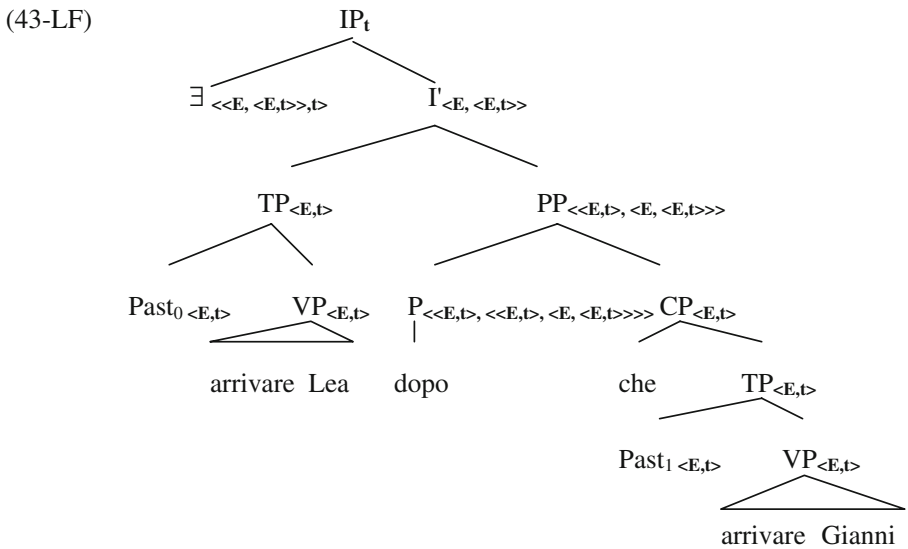 (43-LF) IPt
∃ <<E, <E,t>>,t> I'<E, <E,t>>
TP<E,t> PP<<E,t>, <E, <E,t>>>
Past0 <E,t> VP<E,t> P<<E,t>, <<E,t>, <E, <E,t>>>> CP<E,t>
arrivare Lea dopo che TP<E,t>
Past1 <E,t> VP<E,t>
arrivare Gianni